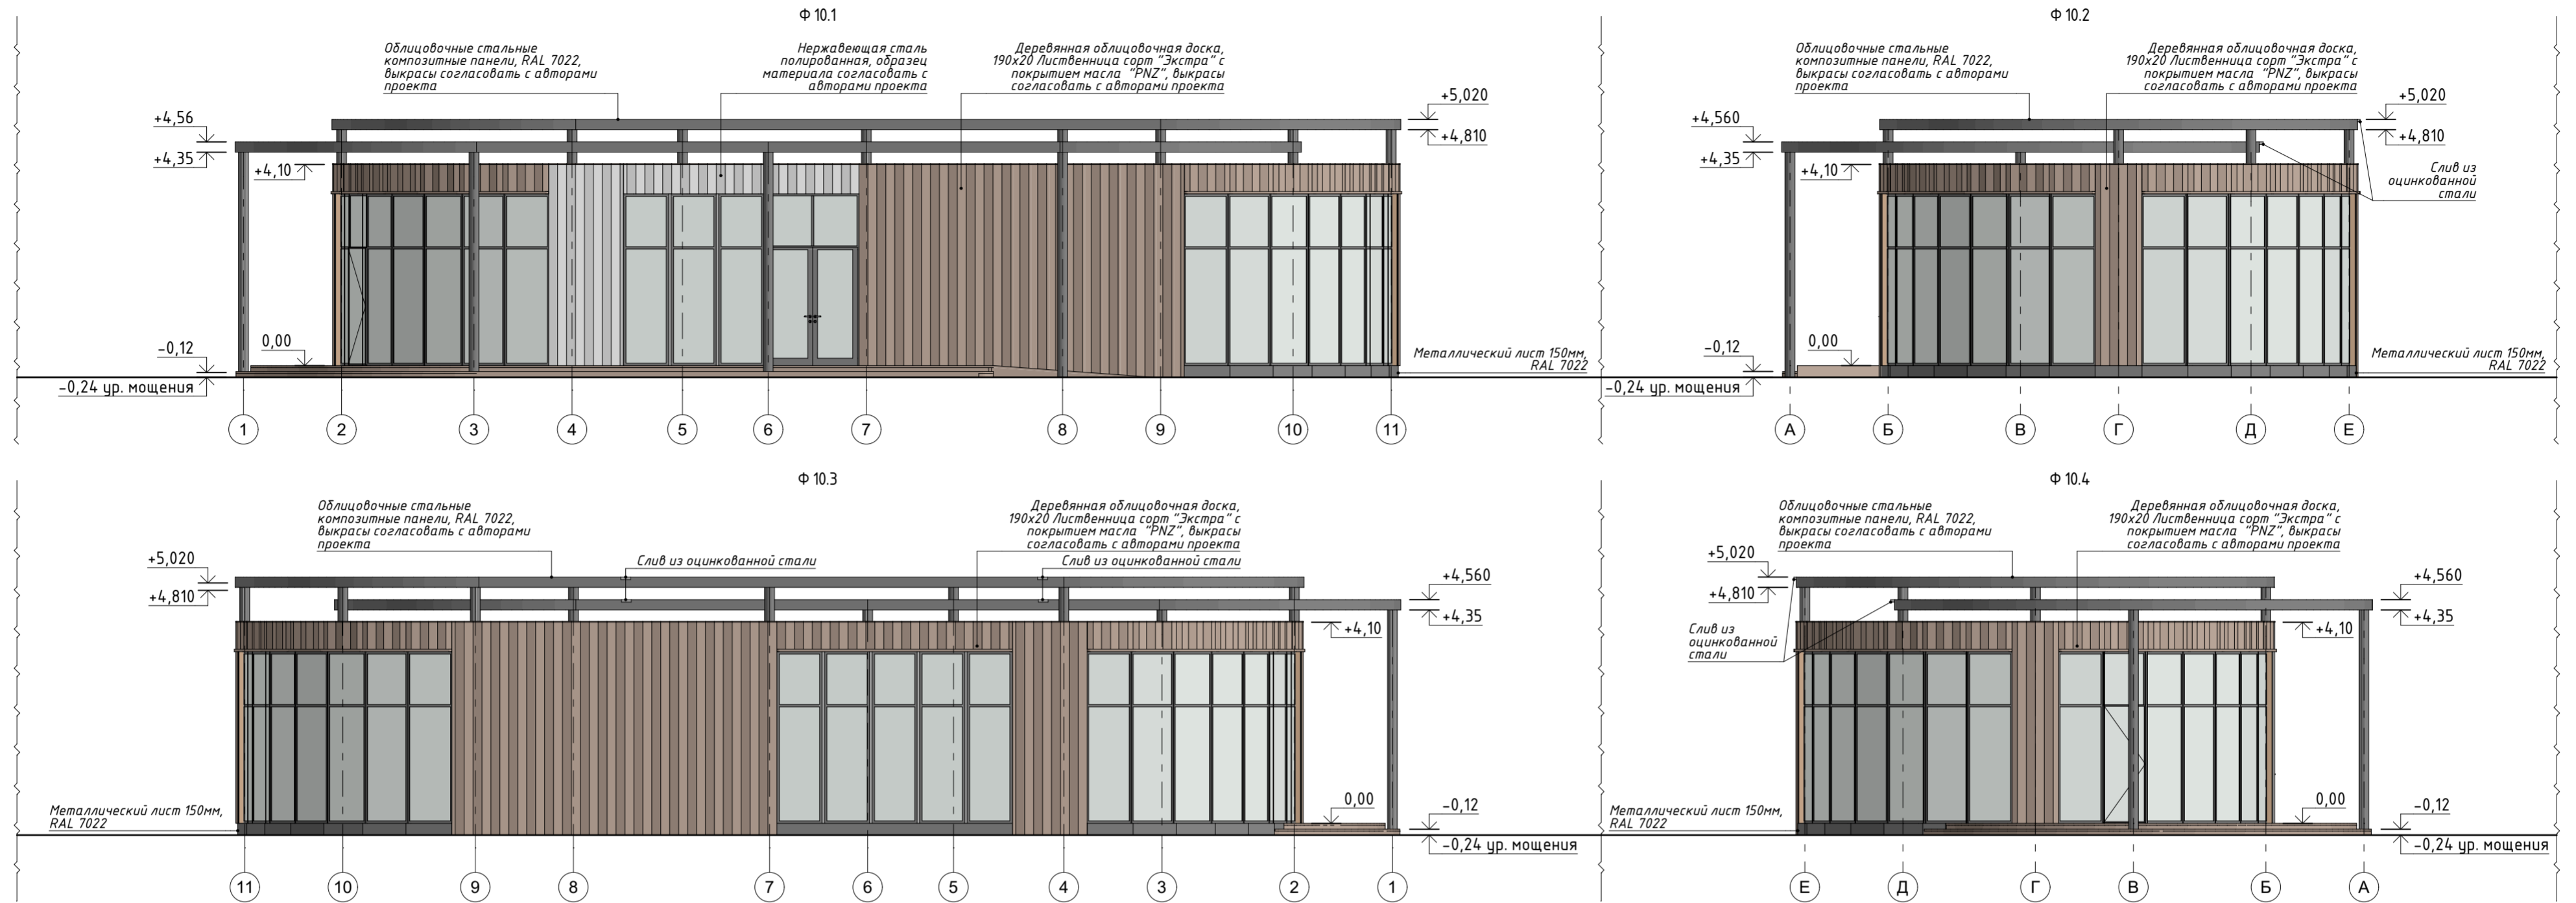 Ф 10.1
Облицовочные стальные
композитные панели, RAL 7022,
выкрасы согласовать с авторами
проекта
Нержавеющая сталь
полированная, образец
материала согласовать с
авторами проекта
Деревянная облицовочная доска,
190х20 Лиственница сорт "Экстра" с
покрытием масла "PNZ", выкрасы
согласовать с авторами проекта
+4,56
+4,35
+4,10
+5,020
+4,810
0,00
-0,12
-0,24 ур. мощения
Металлический лист 150мм,
RAL 7022
1 2 3 4 5 6 7 8 9 10 11
Ф 10.2
Облицовочные стальные
композитные панели, RAL 7022,
выкрасы согласовать с авторами
проекта
Деревянная облицовочная доска,
190х20 Лиственница сорт "Экстра" с
покрытием масла "PNZ", выкрасы
согласовать с авторами проекта
+4,560
+4,35
+4,10
+5,020
+4,810
Слив из
оцинкованной
стали
0,00
-0,12
-0,24 ур. мощения
Металлический лист 150мм,
RAL 7022
А Б В Г Д Е
Ф 10.3
Облицовочные стальные
композитные панели, RAL 7022,
выкрасы согласовать с авторами
проекта
Слив из оцинкованной стали
Деревянная облицовочная доска,
190х20 Лиственница сорт "Экстра" с
покрытием масла "PNZ", выкрасы
согласовать с авторами проекта
Слив из оцинкованной стали
+5,020
+4,810
+4,560
+4,35
+4,10
0,00
-0,12
-0,24 ур. мощения
Металлический лист 150мм,
RAL 7022
11 10 9 8 7 6 5 4 3 2 1
Ф 10.4
Облицовочные стальные
композитные панели, RAL 7022,
выкрасы согласовать с авторами
проекта
Деревянная облицовочная доска,
190х20 Лиственница сорт "Экстра" с
покрытием масла "PNZ", выкрасы
согласовать с авторами проекта
+5,020
+4,810
Слив из
оцинкованной
стали
+4,560
+4,35
+4,10
0,00
-0,12
-0,24 ур. мощения
Металлический лист 150мм,
RAL 7022
Е Д Г В Б А